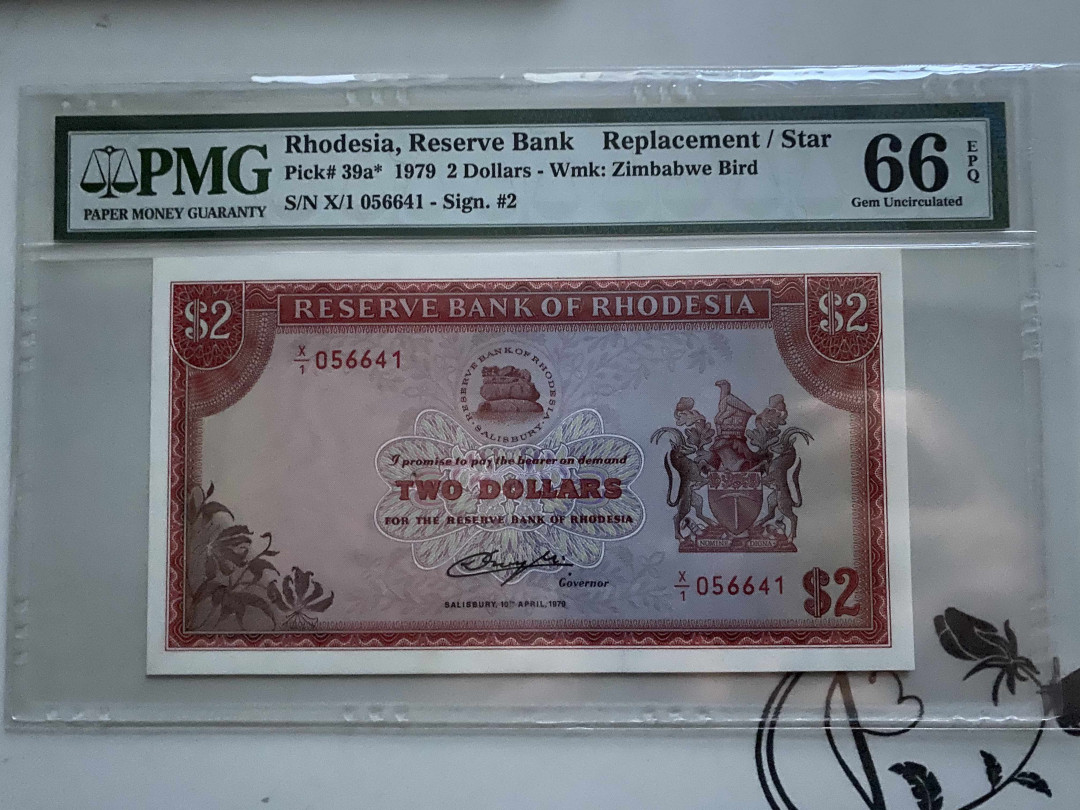 PMG
PAPER MONEY GUARANTY
Rhodesia, Reserve Bank Replacement / Star
Pick# 39a* 1979 2 Dollars - Wmk: Zimbabwe Bird
S/N X/1 056641 - Sign. #2
66 EPQ
Gem Uncirculated
$2 RESERVE BANK OF RHODESIA $2
X/1 056641
RESERVE BANK OF RHODESIA
SALISBURY
I promise to pay the bearer on demand
TWO DOLLARS
FOR THE RESERVE BANK OF RHODESIA
Governor
SALISBURY, 10TH APRIL, 1979
X/1 056641 $2